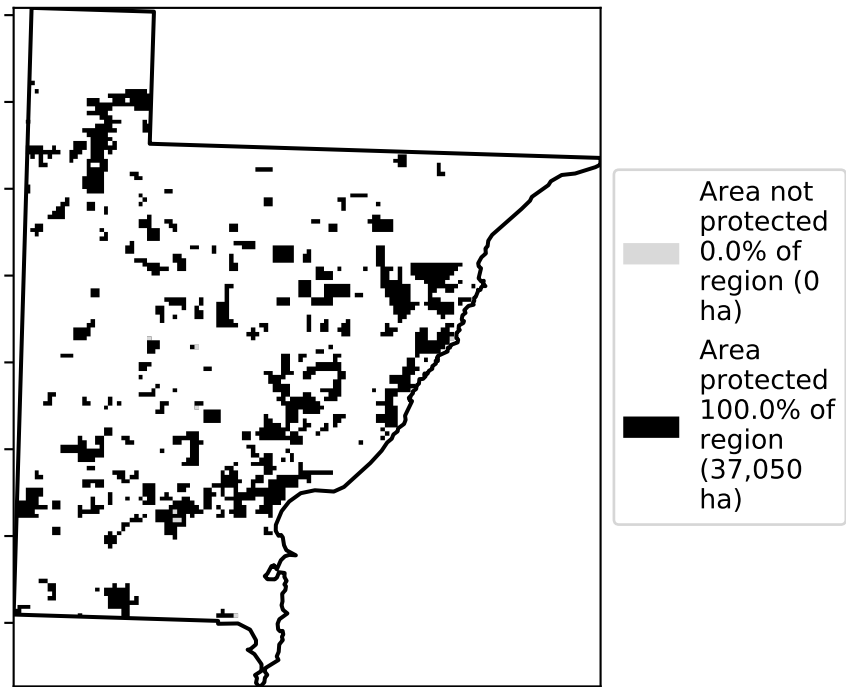 Area not
protected
0.0% of
region (0
ha)
Area
protected
100.0% of
region
(37,050
ha)